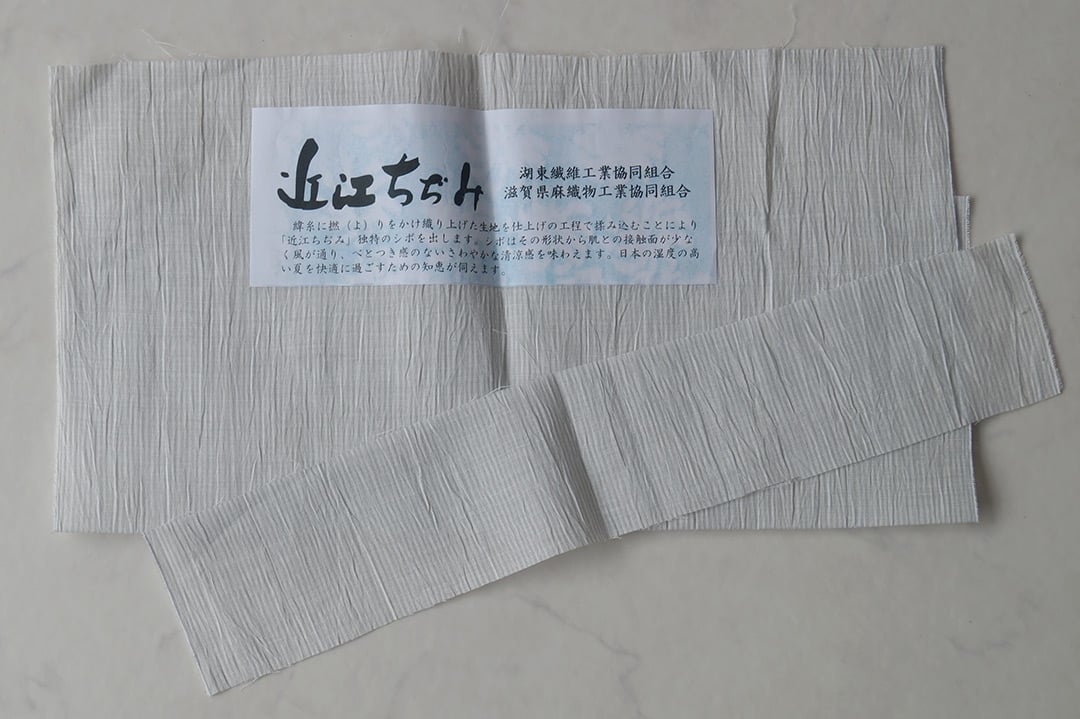 近江ちぢみ
湖東繊維工業協同組合
滋賀県麻織物工業協同組合
緯糸に撚（よ）りをかけ織り上げた生地を仕上げの工程で揉み込むことにより
「近江ちぢみ」独特のシボを出します。シボはその形状から肌との接触面が少な
く風が通り、べとつき感のないさわやかな清涼感を味わえます。日本の湿度の高
い夏を快適に過ごすための知恵が伺えます。